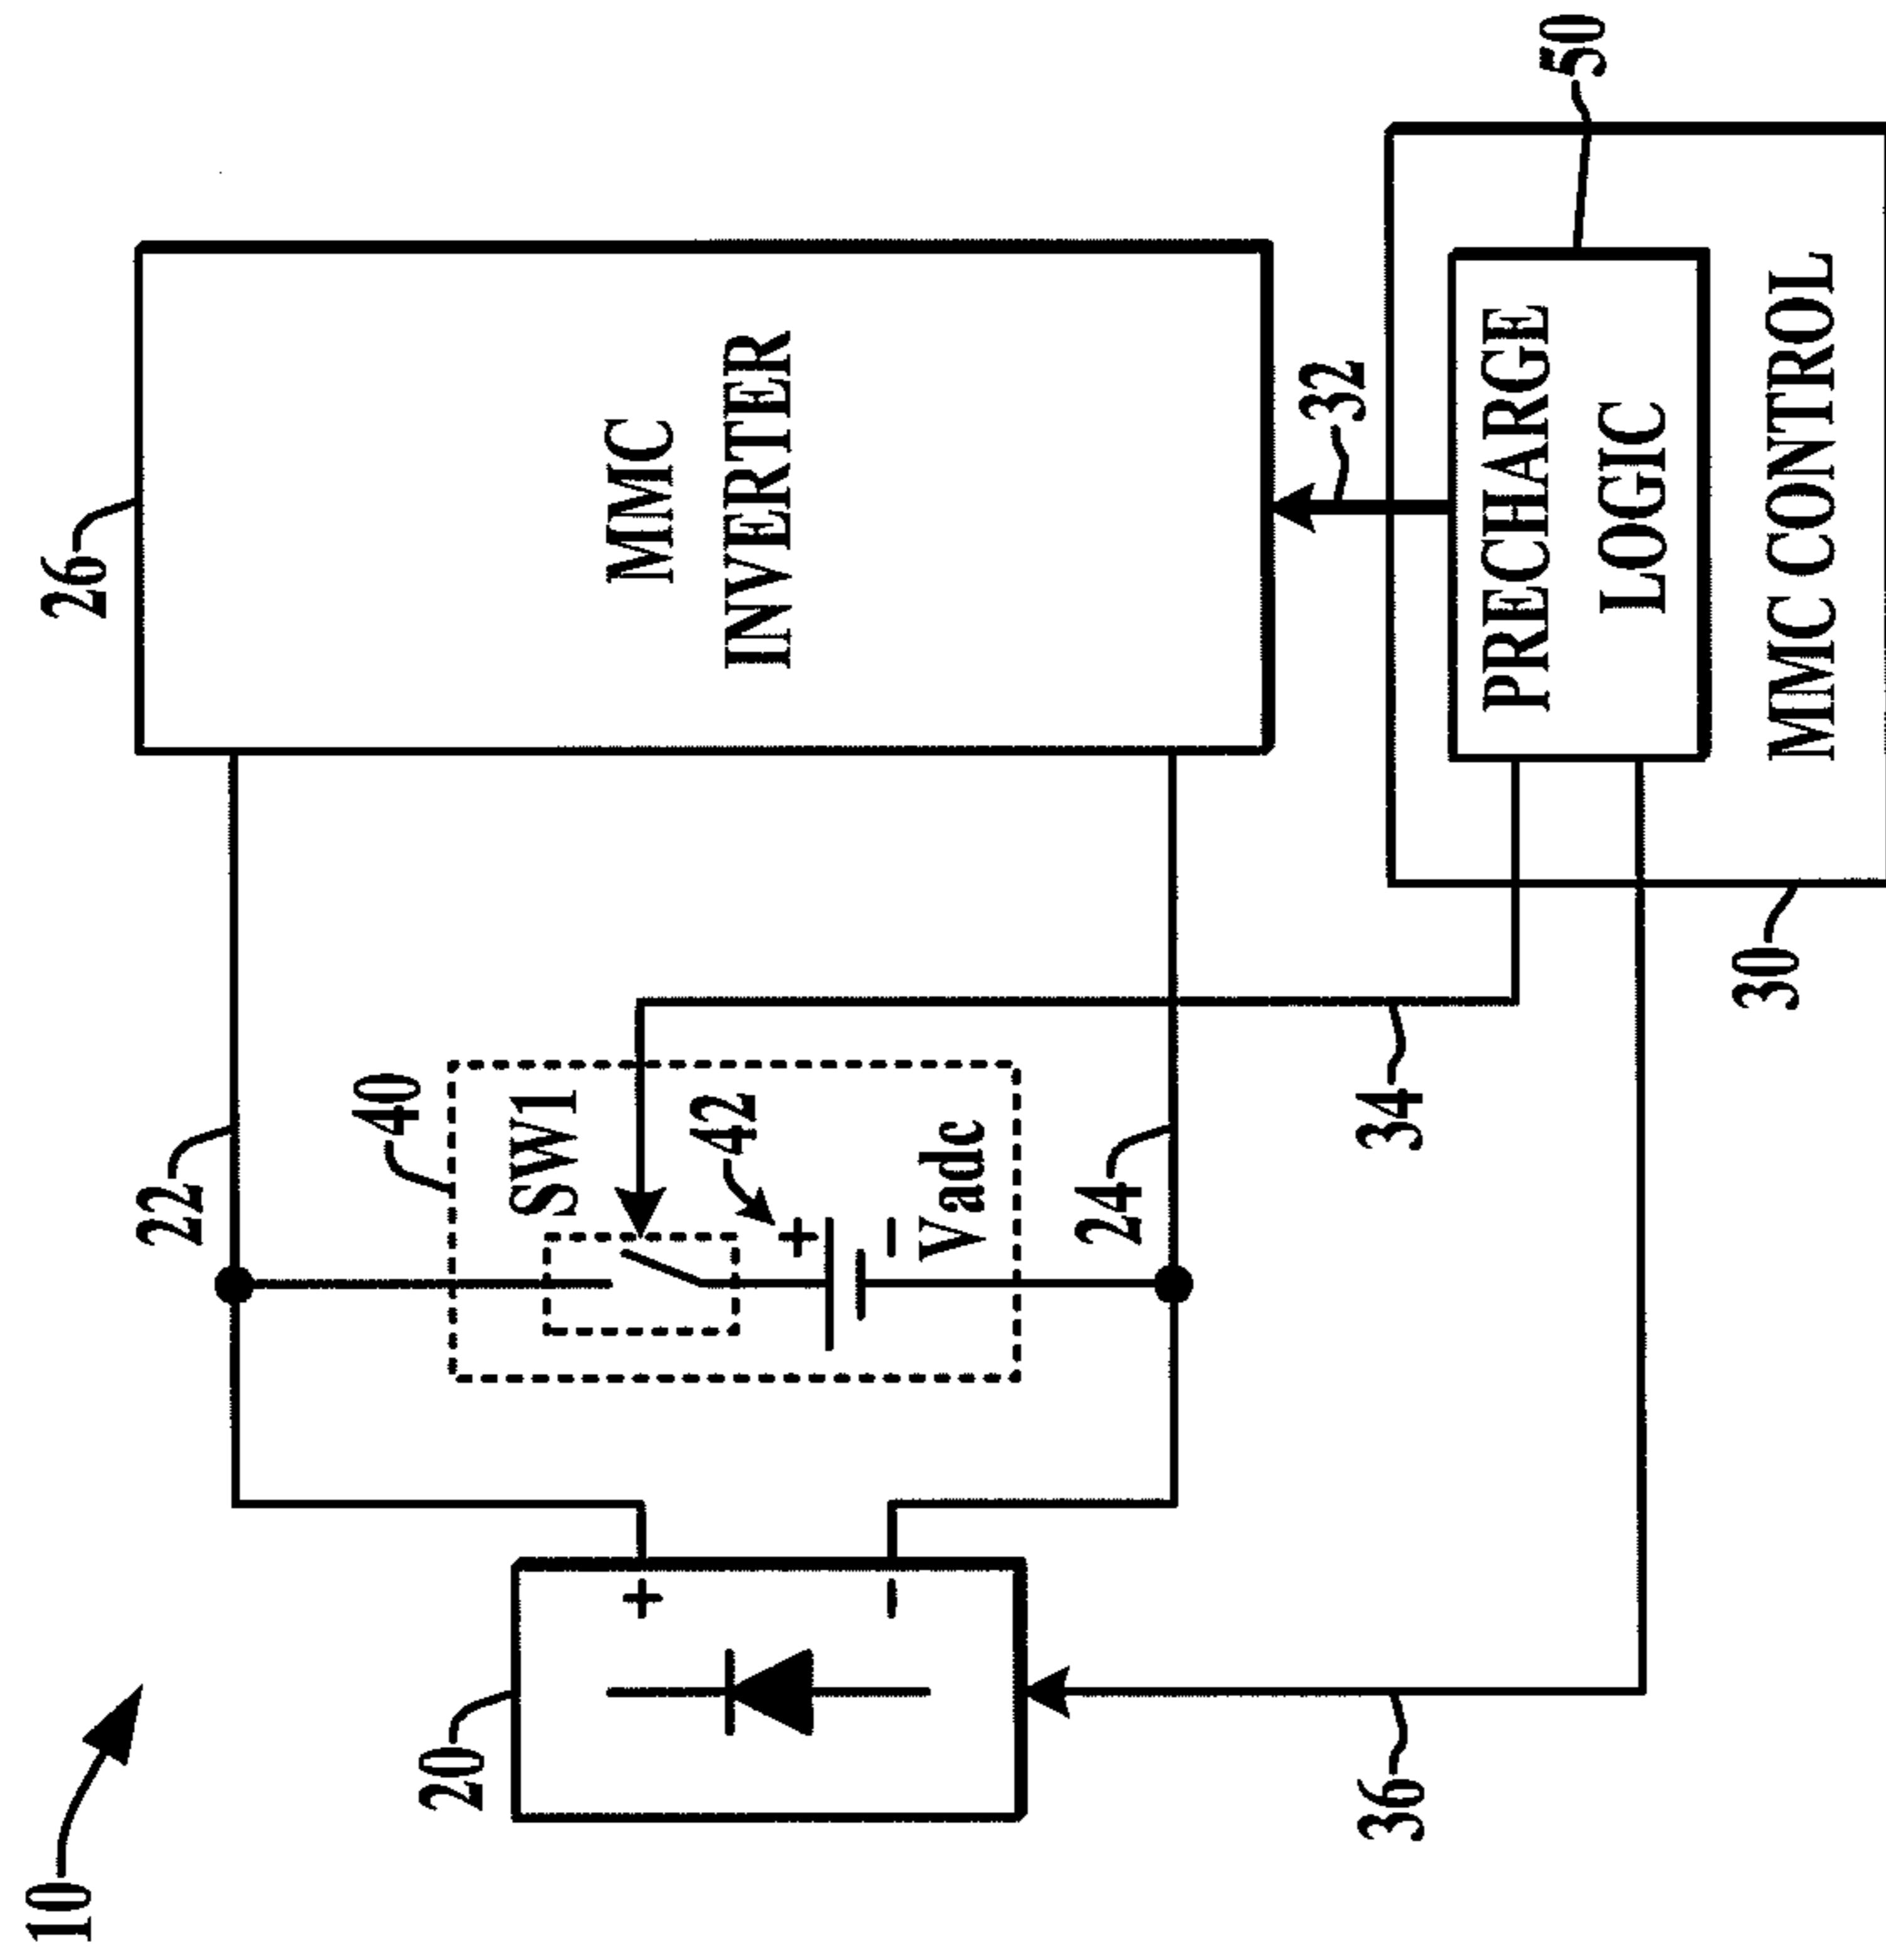 10
20
+
−
22
40
SW1
42
+
−
Vadc
24
26
MMC
INVERTER
32
34
36
30
PRECHARGE
LOGIC
MMC CONTROL
50